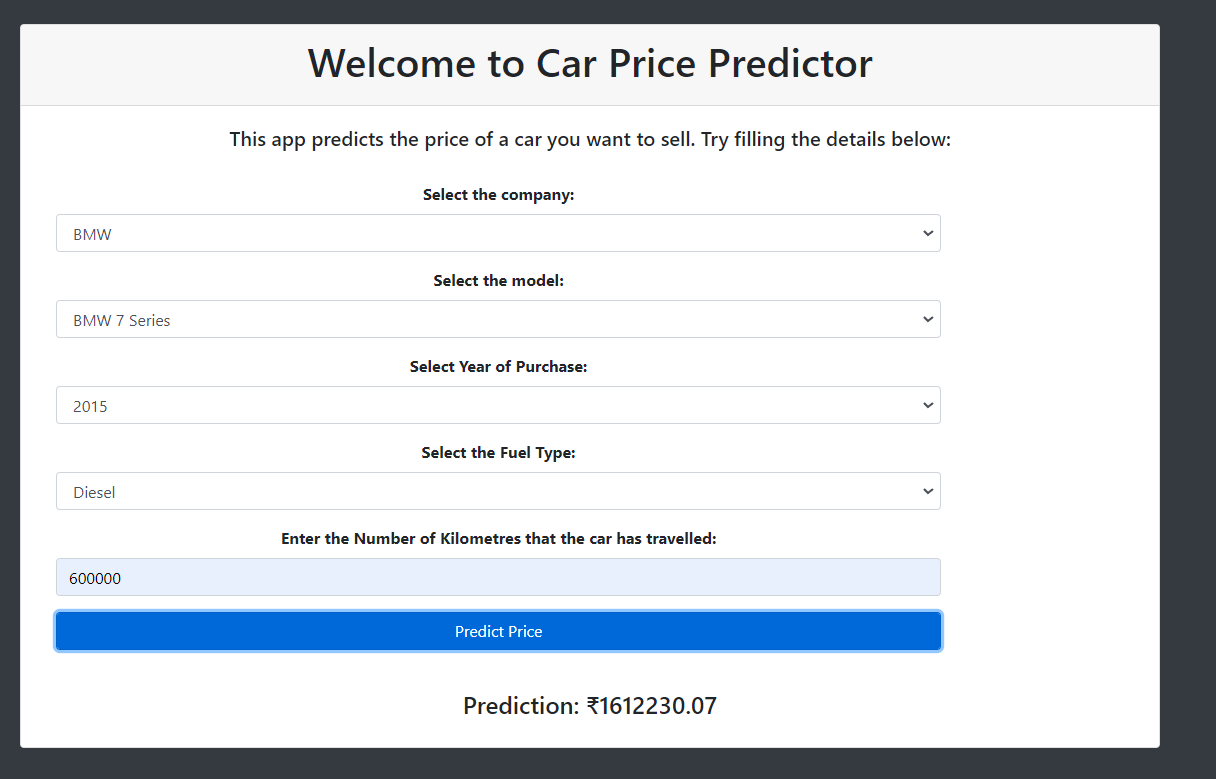 Welcome to Car Price Predictor
This app predicts the price of a car you want to sell. Try filling the details below:
Select the company:
BMW
Select the model:
BMW 7 Series
Select Year of Purchase:
2015
Select the Fuel Type:
Diesel
Enter the Number of Kilometres that the car has travelled:
600000
Predict Price
Prediction: ₹1612230.07